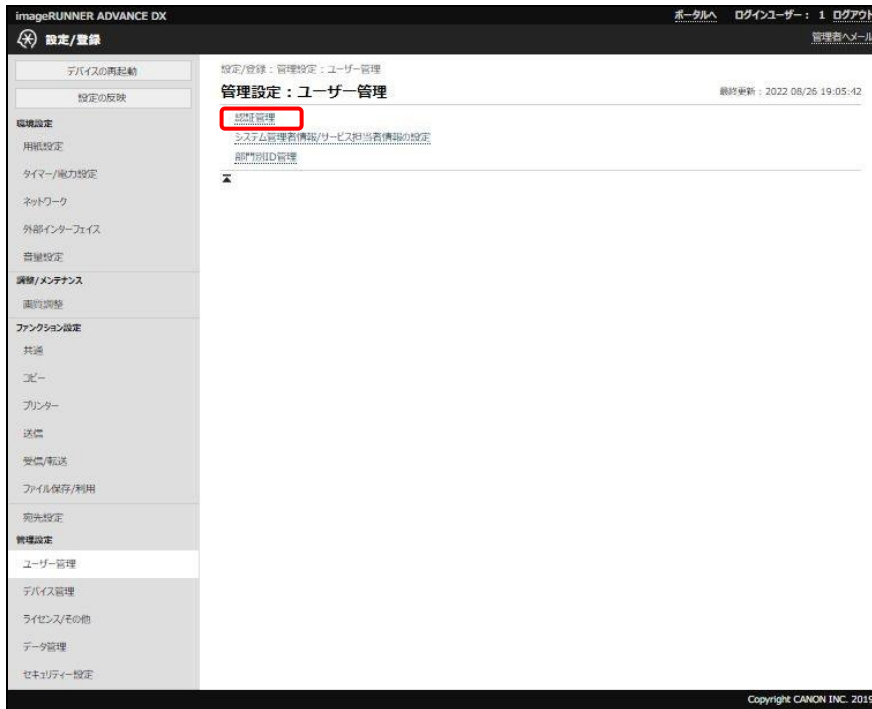 imageRUNNER ADVANCE DX
ポータルへ ログインユーザー： 1 ログアウト
設定/登録
管理者へメール
デバイスの再起動
設定の反映
環境設定
用紙設定
タイマー/電力設定
ネットワーク
外部インターフェイス
音量設定
調整/メンテナンス
画質調整
ファンクション設定
共通
コピー
プリンター
送信
受信/転送
ファイル保存/利用
宛先設定
管理設定
ユーザー管理
デバイス管理
ライセンス/その他
データ管理
セキュリティー設定
設定/登録：管理設定：ユーザー管理
管理設定：ユーザー管理
最終更新：2022 08/26 19:05:42
認証管理
システム管理者情報/サービス担当者情報の設定
部門別ID管理
Copyright CANON INC. 2019